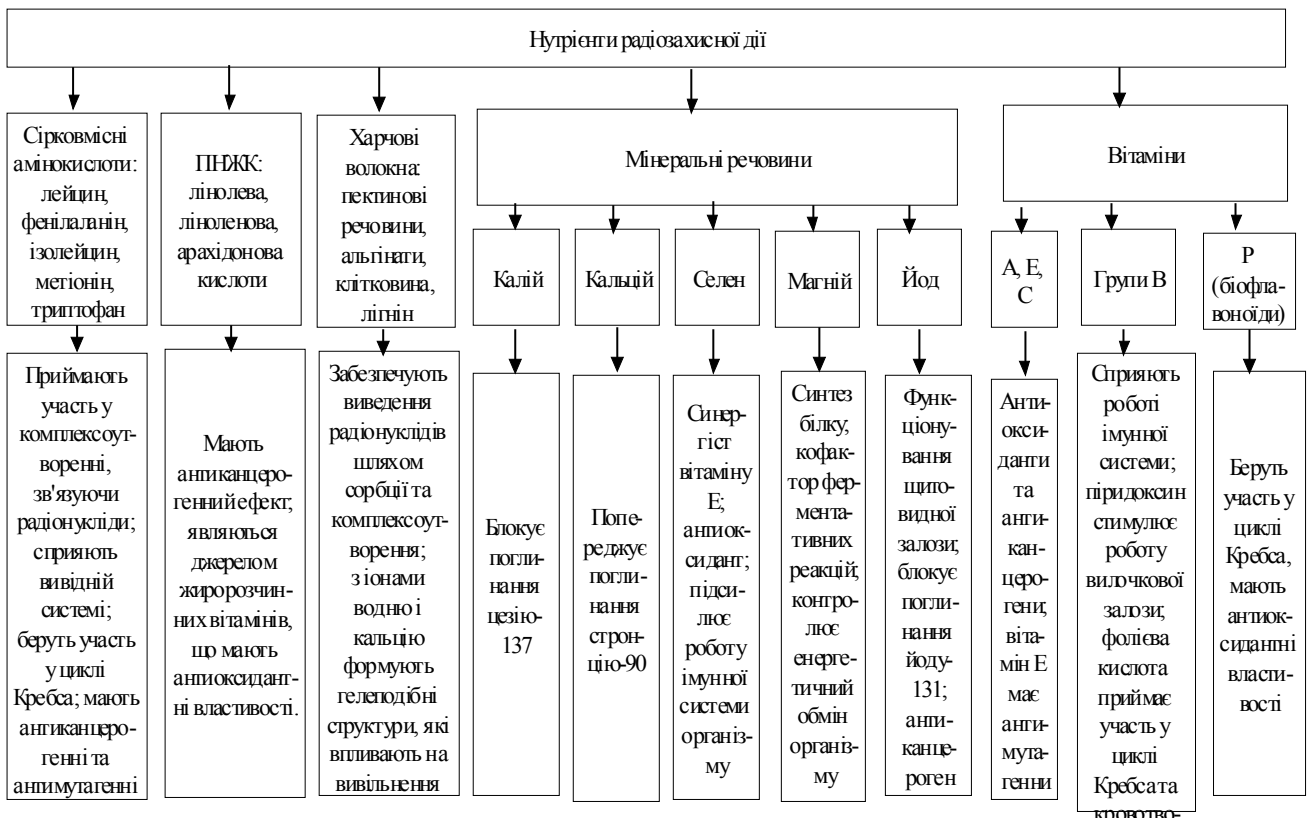 Нутрієнти радіозахисної дії
Сірковмісні
амінокислоти:
лейцин,
фенілаланін,
ізолейцин,
метіонін,
триптофан
ПНЖК:
лінолева,
ліноленова,
арахідонова
кислоти
Харчові
волокна:
пектинові
речовини,
альгінати,
клітковина,
лігнін
Мінеральні речовини
Вітаміни
Калій
Кальцій
Селен
Магній
Йод
А, Е,
С
Групи В
Р
(біофла-
воноїди)
Приймають
участь у
комплексоут-
воренні,
зв'язуючи
радіонукліди;
сприяють
вивідній
системі;
беруть участь
у циклі
Кребса; мають
антиканцеро-
генні та
антимутагенні
Мають
антиканцеро-
генний ефект;
являються
джерелом
жиророзчин-
них вітамінів,
що мають
антиоксидант-
ні властивості.
Забезпечують
виведення
радіонуклідів
шляхом
сорбції та
комплексоут-
ворення;
з іонами
водню і
кальцію
формують
гелеподібні
структури, які
впливають на
вивільнення
Блокує
погли-
нання
цезію-
137
Попе-
реджує
погли-
нання
строн-
цію-90
Синер-
гіст
вітаміну
Е;
антиок-
сидант;
підси-
лює
роботу
імунної
системи
організ-
му
Синтез
білку;
кофак-
тор фер-
мента-
тивних
реакцій;
контро-
лює
енерге-
тичний
обмін
організ-
му
Функ-
ціону-
вання
щито-
видної
залози;
блокує
погли-
нання
йоду-
131;
анти-
канце-
роген
Анти-
окси-
данти
та
анти-
кан-
церо-
гени;
віта-
мін Е
має
анти-
мута-
генни
Сприяють
роботі
імунної
системи;
піридоксин
стимулює
роботу
вилочкової
залози;
фолієва
кислота
приймає
участь у
циклі
Кребса та
кровотво-
Беруть
участь у
циклі
Кребса,
мають
антиок-
сидантні
власти-
вості